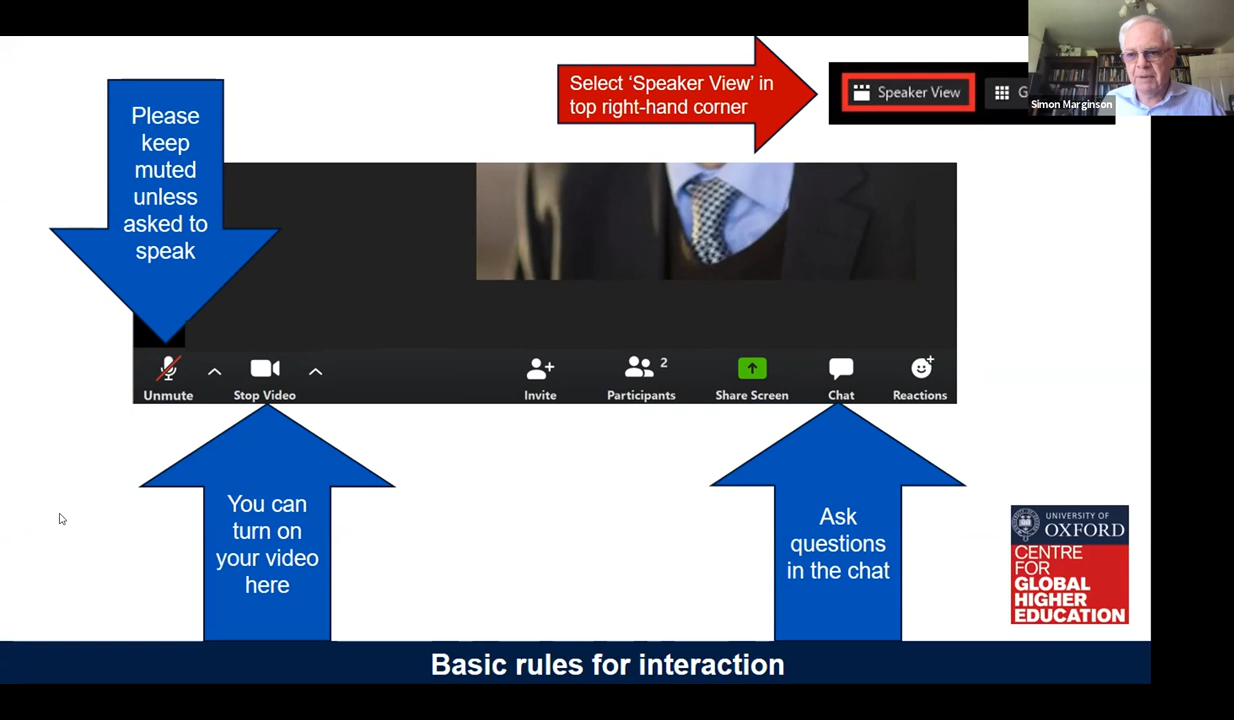 Please
keep
muted
unless
asked to
speak
Select ‘Speaker View’ in
top right-hand corner
Speaker View
G
Simon Marginson
Unmute
Stop Video
Invite
Participants
2
Share Screen
Chat
Reactions
You can
turn on
your video
here
Ask
questions
in the chat
UNIVERSITY OF
OXFORD
CENTRE
FOR
GLOBAL
HIGHER
EDUCATION
Basic rules for interaction